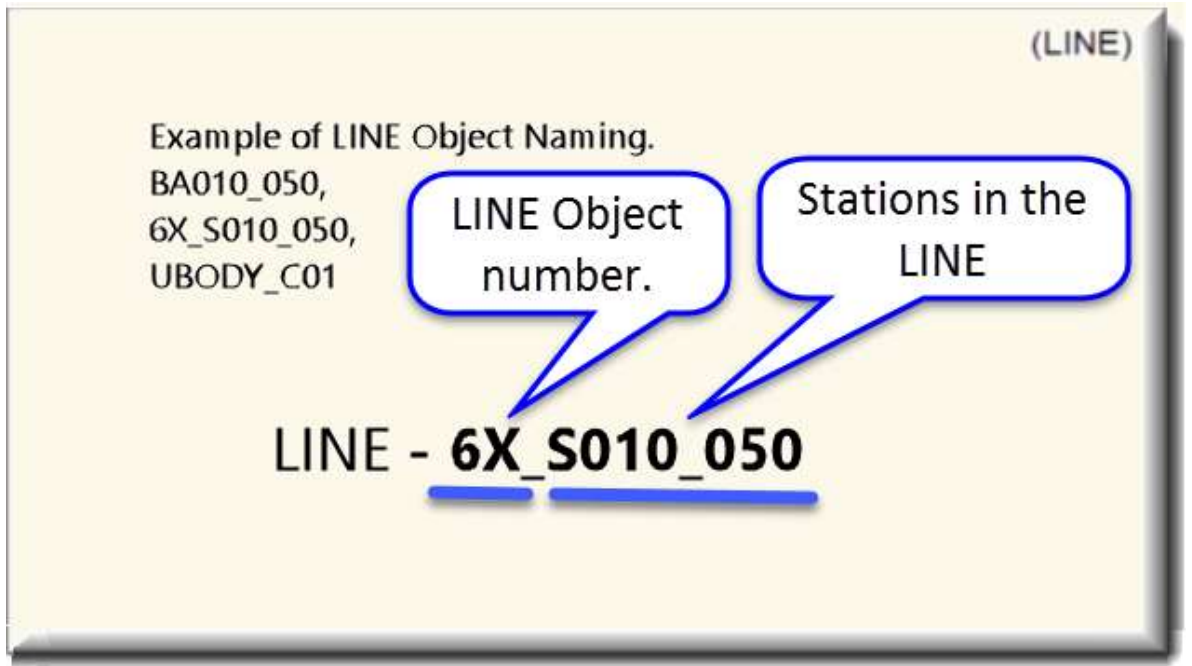 (LINE)
Example of LINE Object Naming.
BA010_050,
6X_S010_050,
UBODY_C01
LINE Object
number.
Stations in the
LINE
LINE - 6X_S010_050